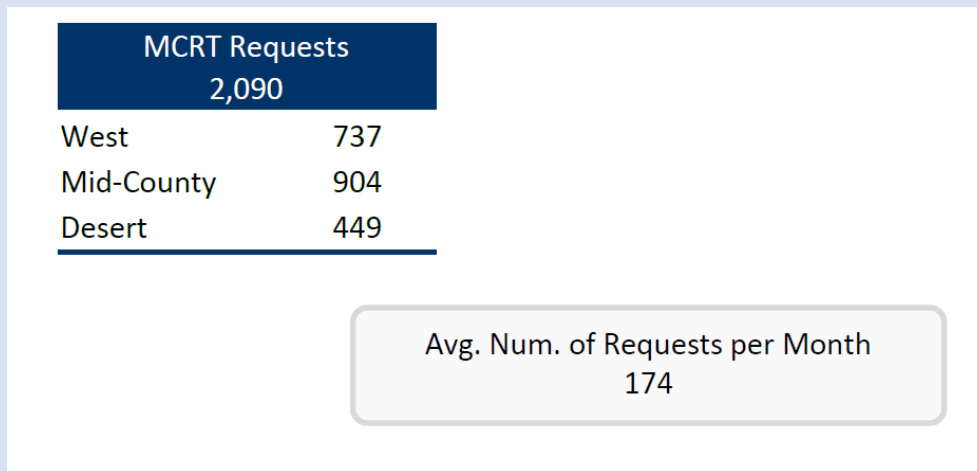 MCRT Requests
2,090
West 737
Mid-County 904
Desert 449
Avg. Num. of Requests per Month
174